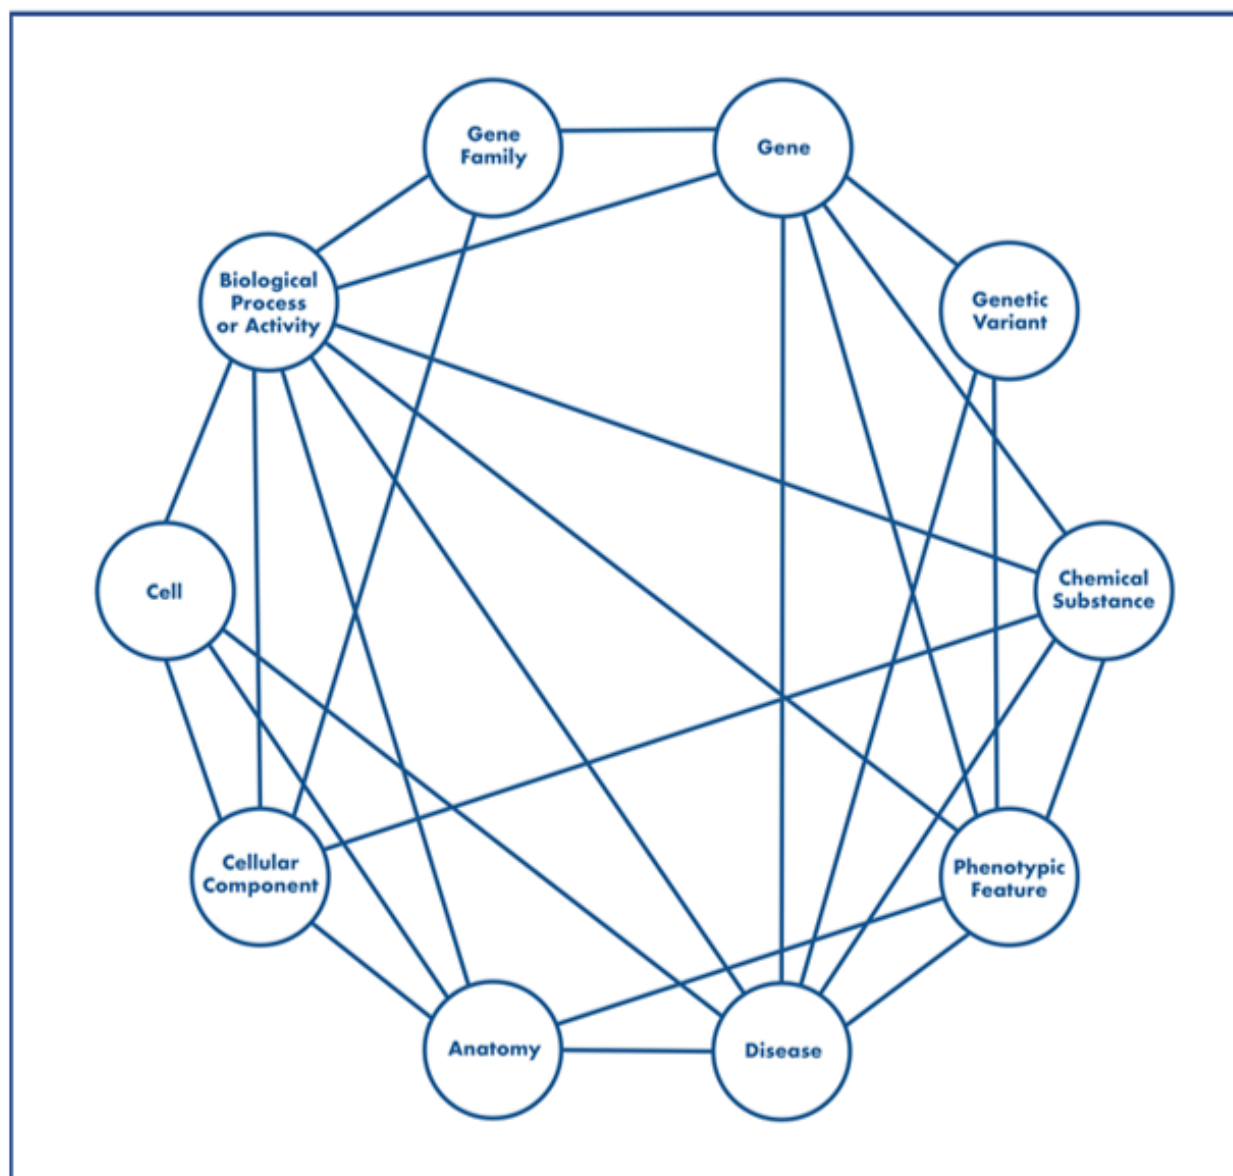 Gene
Family
Gene
Biological
Process
or Activity
Genetic
Variant
Cell
Chemical
Substance
Cellular
Component
Phenotypic
Feature
Anatomy
Disease